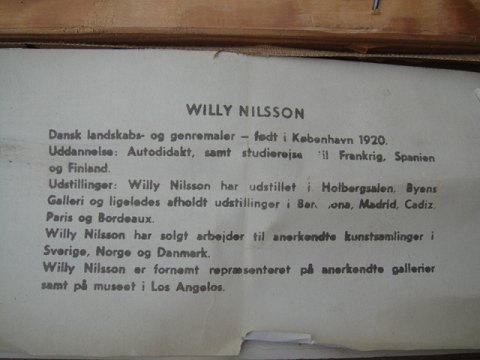 WILLY NILSSON
Dansk landskabs- og genremaler – født i København 1920.
Uddannelse: Autodidakt, samt studierejse til Frankrig, Spanien
og Finland.
Udstillinger: Willy Nilsson har udstillet i Holbergsalen, Byens
Galleri og ligeledes afholdt udstillinger i Madrid, Cadiz,
Paris og Bordeaux.
Willy Nilsson har solgt arbejder til anerkendte kunstsamlinger i
Sverige, Norge og Danmark.
Willy Nilsson er fornemt repræsenteret på anerkendte gallerier
samt på museet i Los Angelos.